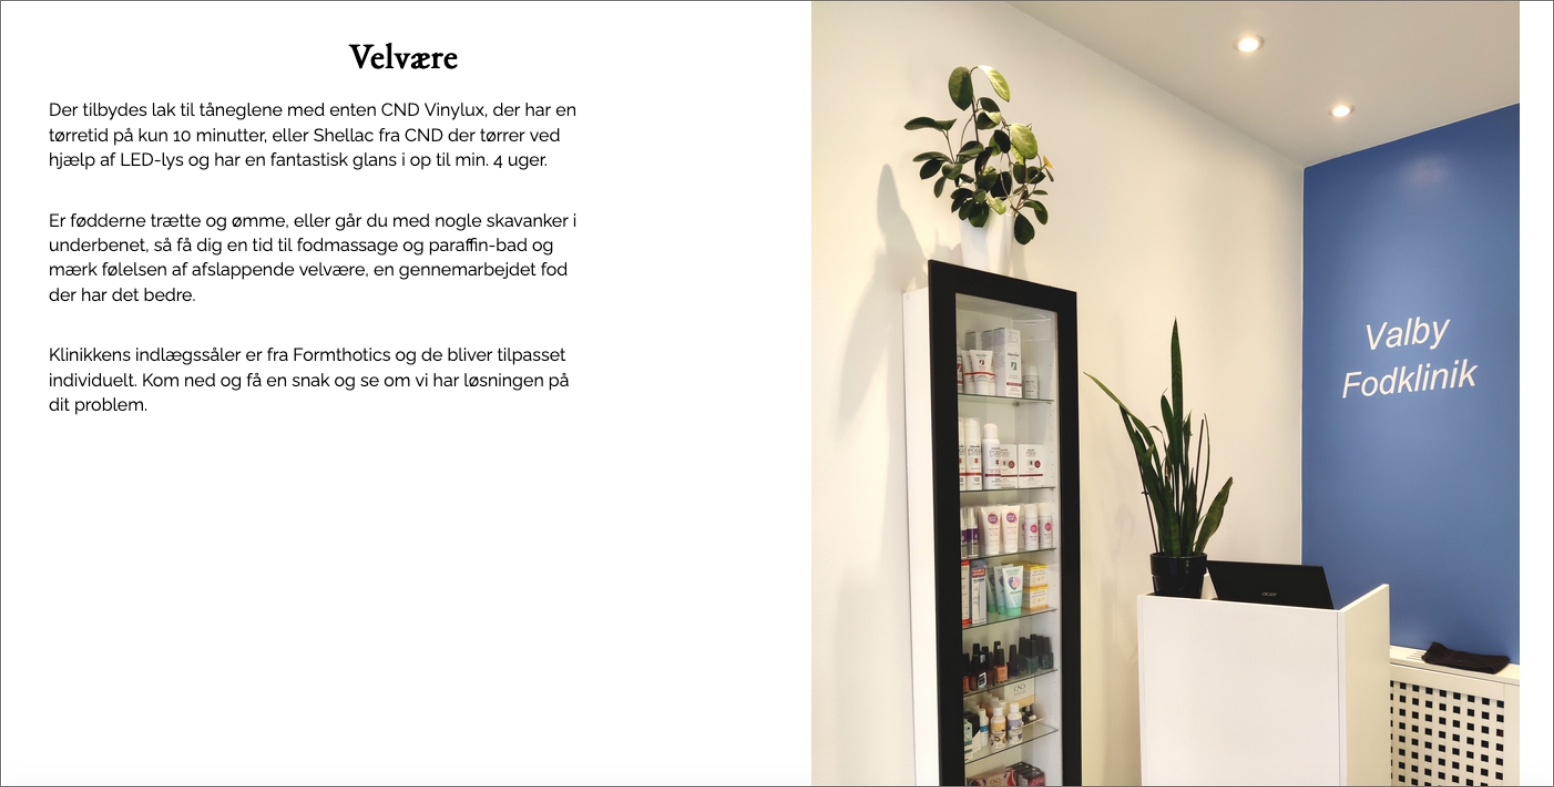 Velvære
Der tilbydes lak til tåneglene med enten CND Vinylux, der har en
tørretid på kun 10 minutter, eller Shellac fra CND der tørrer ved
hjælp af LED-lys og har en fantastisk glans i op til min. 4 uger.
Er fødderne trætte og ømme, eller går du med nogle skavanker i
underbenet, så få dig en tid til fodmassage og paraffin-bad og
mærk følelsen af afslappende velvære, en gennemarbejdet fod
der har det bedre.
Klinikkens indlægssåler er fra Formthotics og de bliver tilpasset
individuelt. Kom ned og få en snak og se om vi har løsningen på
dit problem.
Valby
Fodklinik
acer
CND